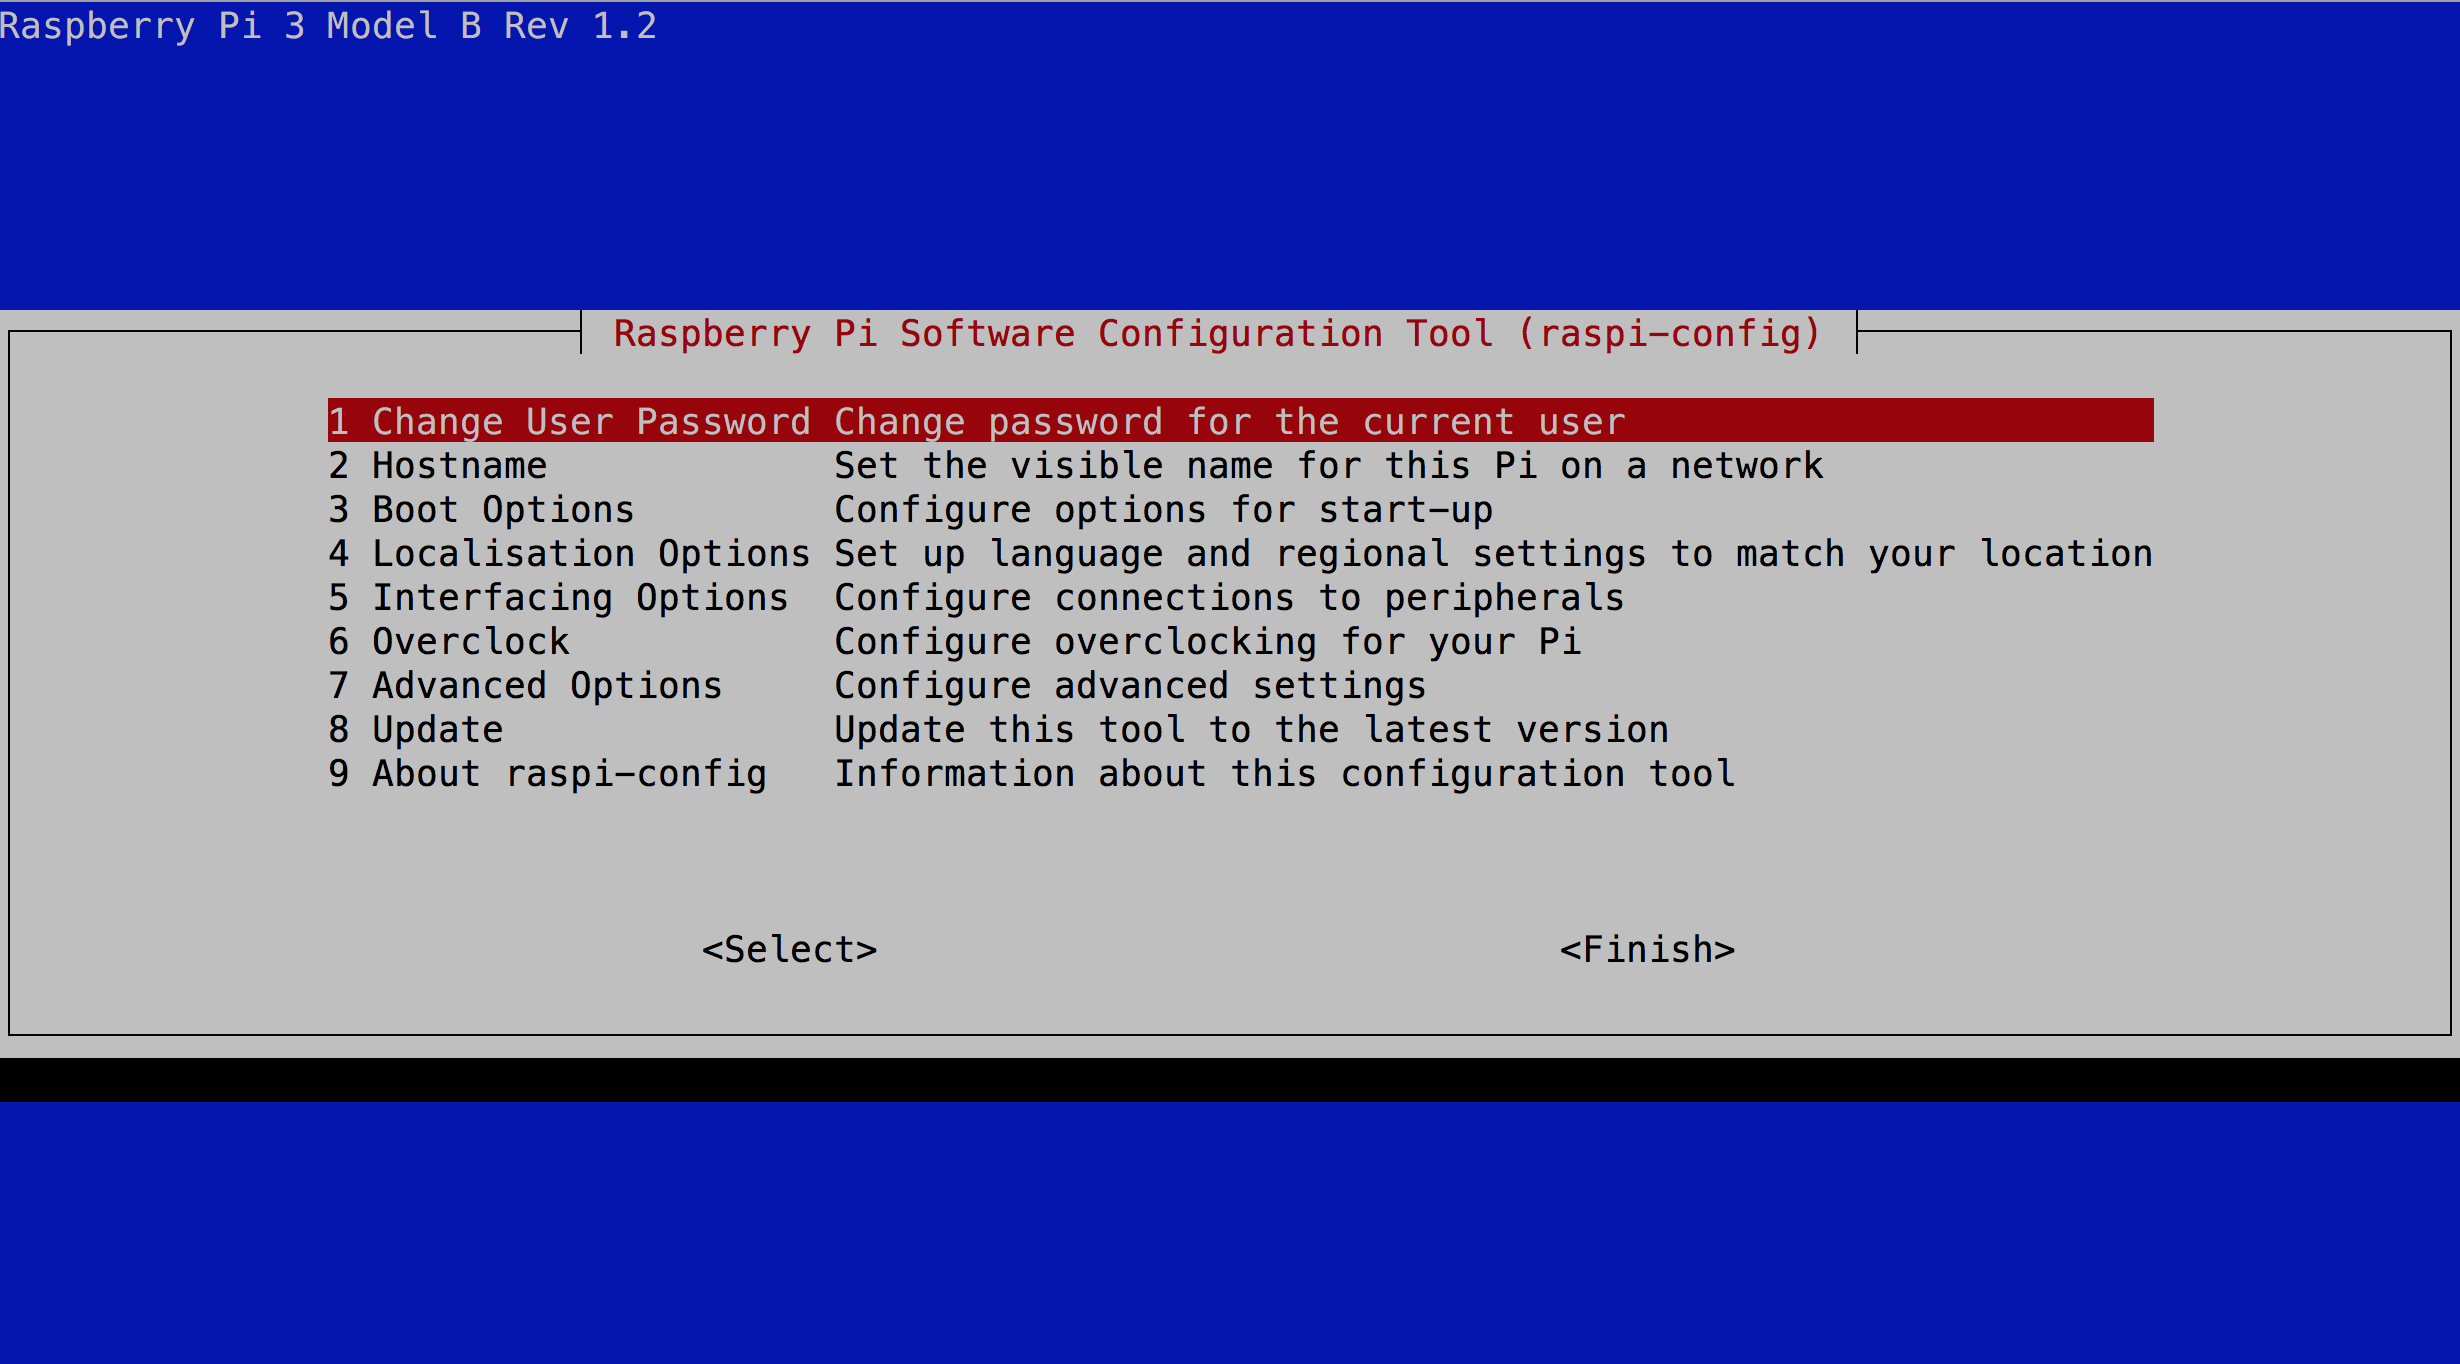 Raspberry Pi 3 Model B Rev 1.2
Raspberry Pi Software Configuration Tool (raspi-config)
1 Change User Password Change password for the current user
2 Hostname Set the visible name for this Pi on a network
3 Boot Options Configure options for start-up
4 Localisation Options Set up language and regional settings to match your location
5 Interfacing Options Configure connections to peripherals
6 Overclock Configure overclocking for your Pi
7 Advanced Options Configure advanced settings
8 Update Update this tool to the latest version
9 About raspi-config Information about this configuration tool
<Select> <Finish>